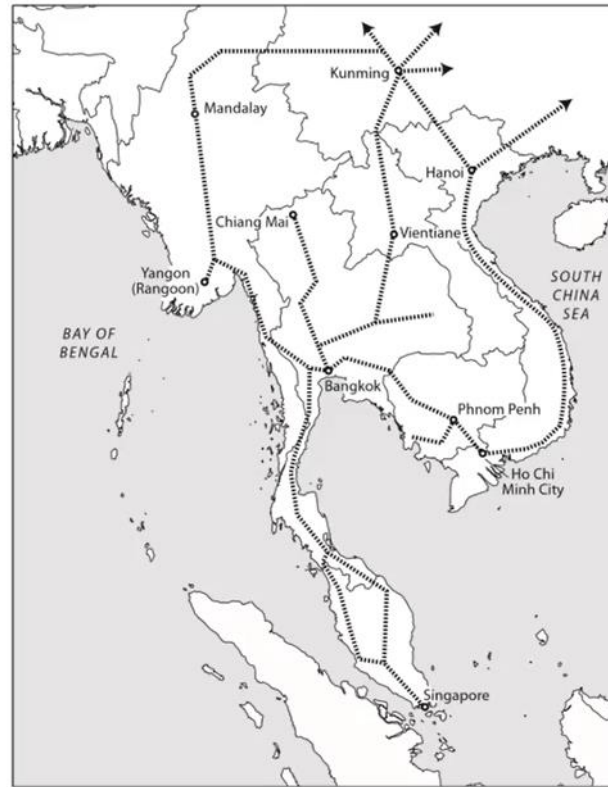 Kunming
Mandalay
Hanoi
Chiang Mai
Vientiane
Yangon
(Rangoon)
SOUTH
CHINA
SEA
BAY OF
BENGAL
Bangkok
Phnom Penh
Ho Chi
Minh City
Singapore